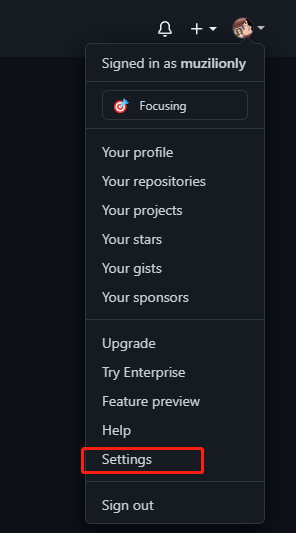 Signed in as muzilionly
Focusing
Your profile
Your repositories
Your projects
Your stars
Your gists
Your sponsors
Upgrade
Try Enterprise
Feature preview
Help
Settings
Sign out